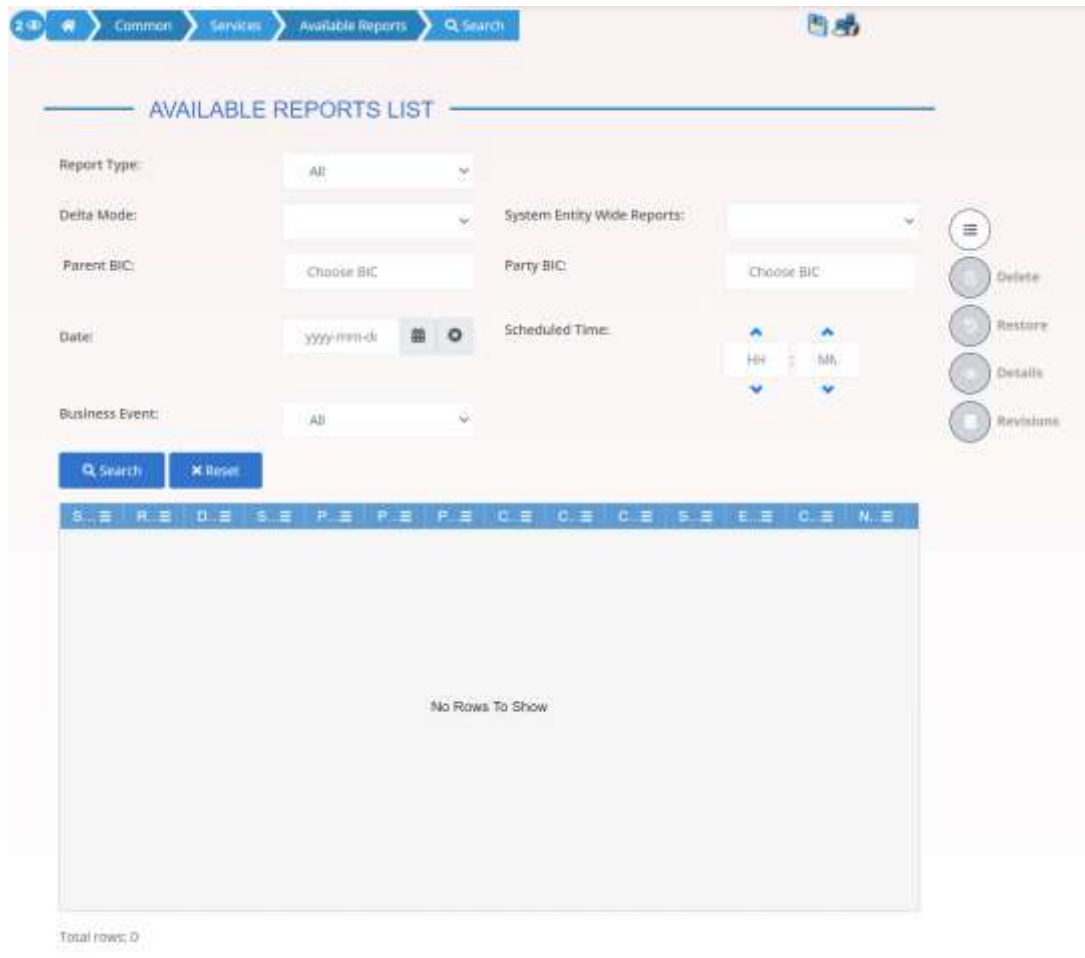 2 Common Services Available Reports Search
AVAILABLE REPORTS LIST
Report Type: All
Delta Mode: System Entity Wide Reports:
Parent BIC: Choose BIC Party BIC: Choose BIC
Date: yyyy-mm-d Scheduled Time: HH :
Business Event: All
Search Reset
Delete
Restore
Details
Revisions
S... R.. D.. S.. P.. P.. P.. C.. C.. C.. S.. E.. C.. N..
No Rows To Show
Total rows: 0